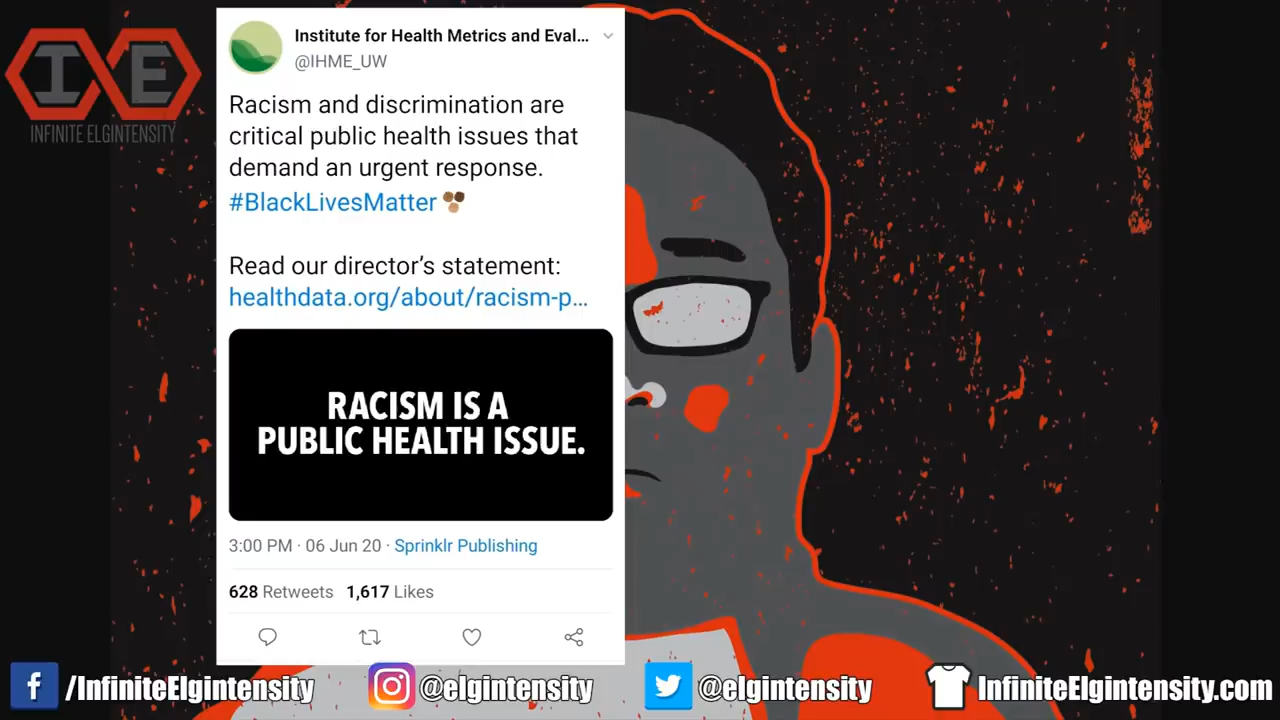 IXE
INFINITE ELGINTENSITY
Institute for Health Metrics and Eval...
@IHME_UW
Racism and discrimination are
critical public health issues that
demand an urgent response.
#BlackLivesMatter
Read our director's statement:
healthdata.org/about/racism-p...
RACISM IS A
PUBLIC HEALTH ISSUE.
3:00 PM · 06 Jun 20 · Sprinklr Publishing
628 Retweets 1,617 Likes
f /InfiniteElgintensity @elgintensity @elgintensity InfiniteElgintensity.com